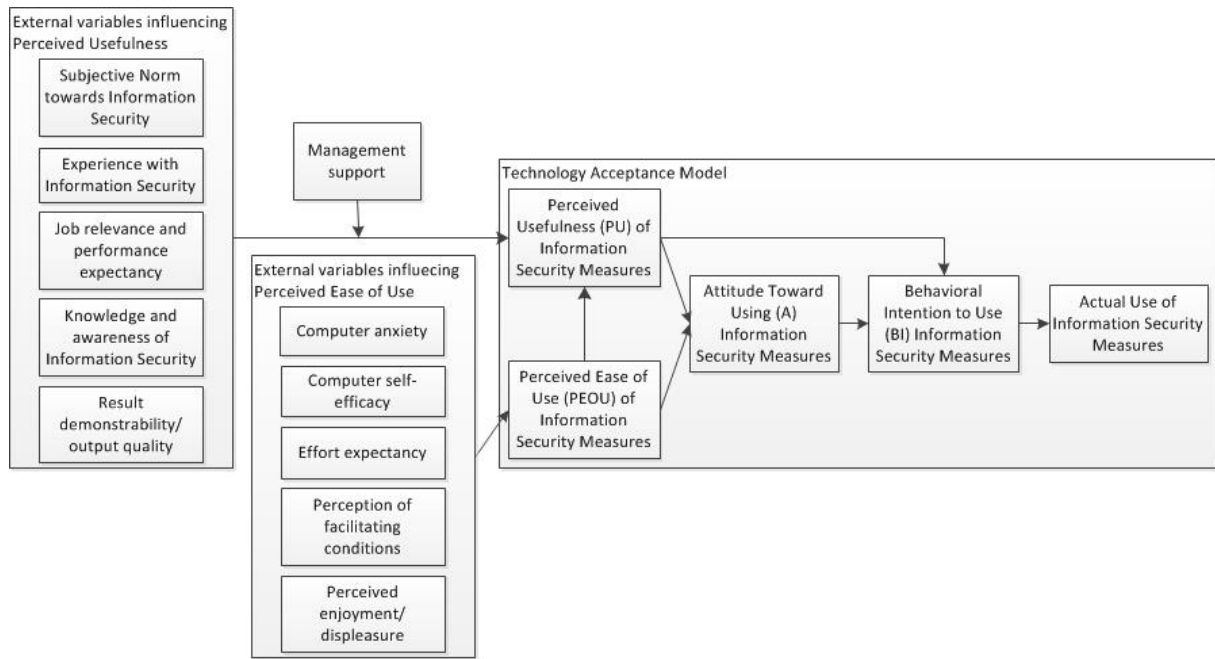 External variables influencing
Perceived Usefulness
Subjective Norm
towards Information
Security
Experience with
Information Security
Job relevance and
performance
expectancy
Knowledge and
awareness of
Information Security
Result
demonstrability/
output quality
Management
support
External variables influecing
Perceived Ease of Use
Computer anxiety
Computer self-
efficacy
Effort expectancy
Perception of
facilitating
conditions
Perceived
enjoyment/
displeasure
Technology Acceptance Model
Perceived
Usefulness (PU) of
Information
Security Measures
Perceived Ease of
Use (PEOU) of
Information
Security Measures
Attitude Toward
Using (A)
Information
Security Measures
Behavioral
Intention to Use
(BI) Information
Security Measures
Actual Use of
Information Security
Measures